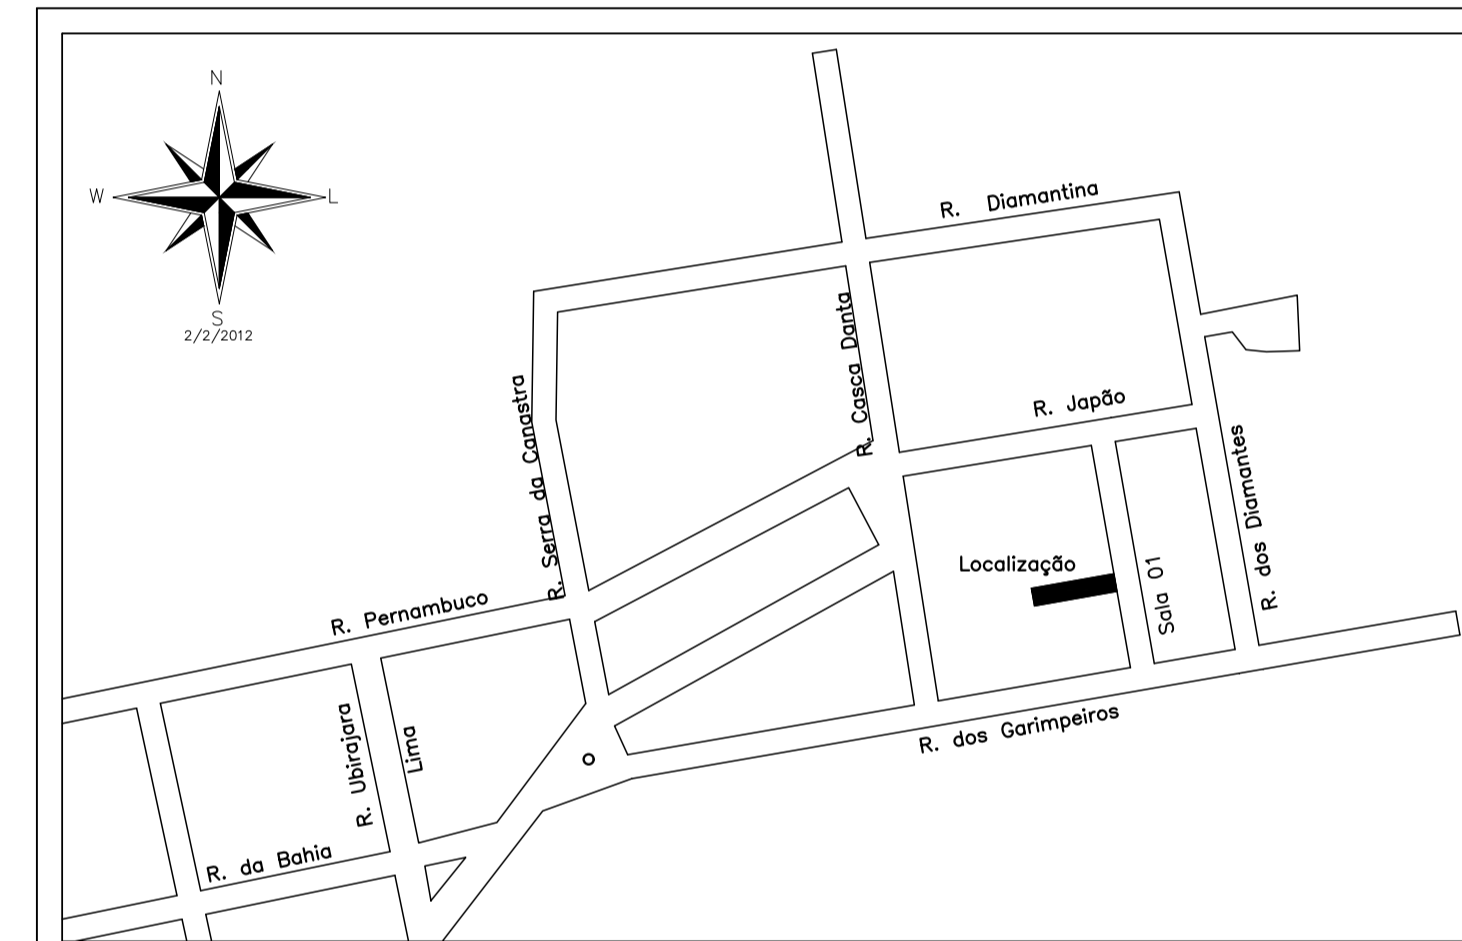 N
W
L
S
2/2/2012
R. Diamantina
R. Casca Danta
R. Serra da Canastra
R. Japão
R. dos Diamantes
Localização
Sala 01
R. Pernambuco
R. Ubirajara
Lima
R. dos Garimpeiros
R. da Bahia